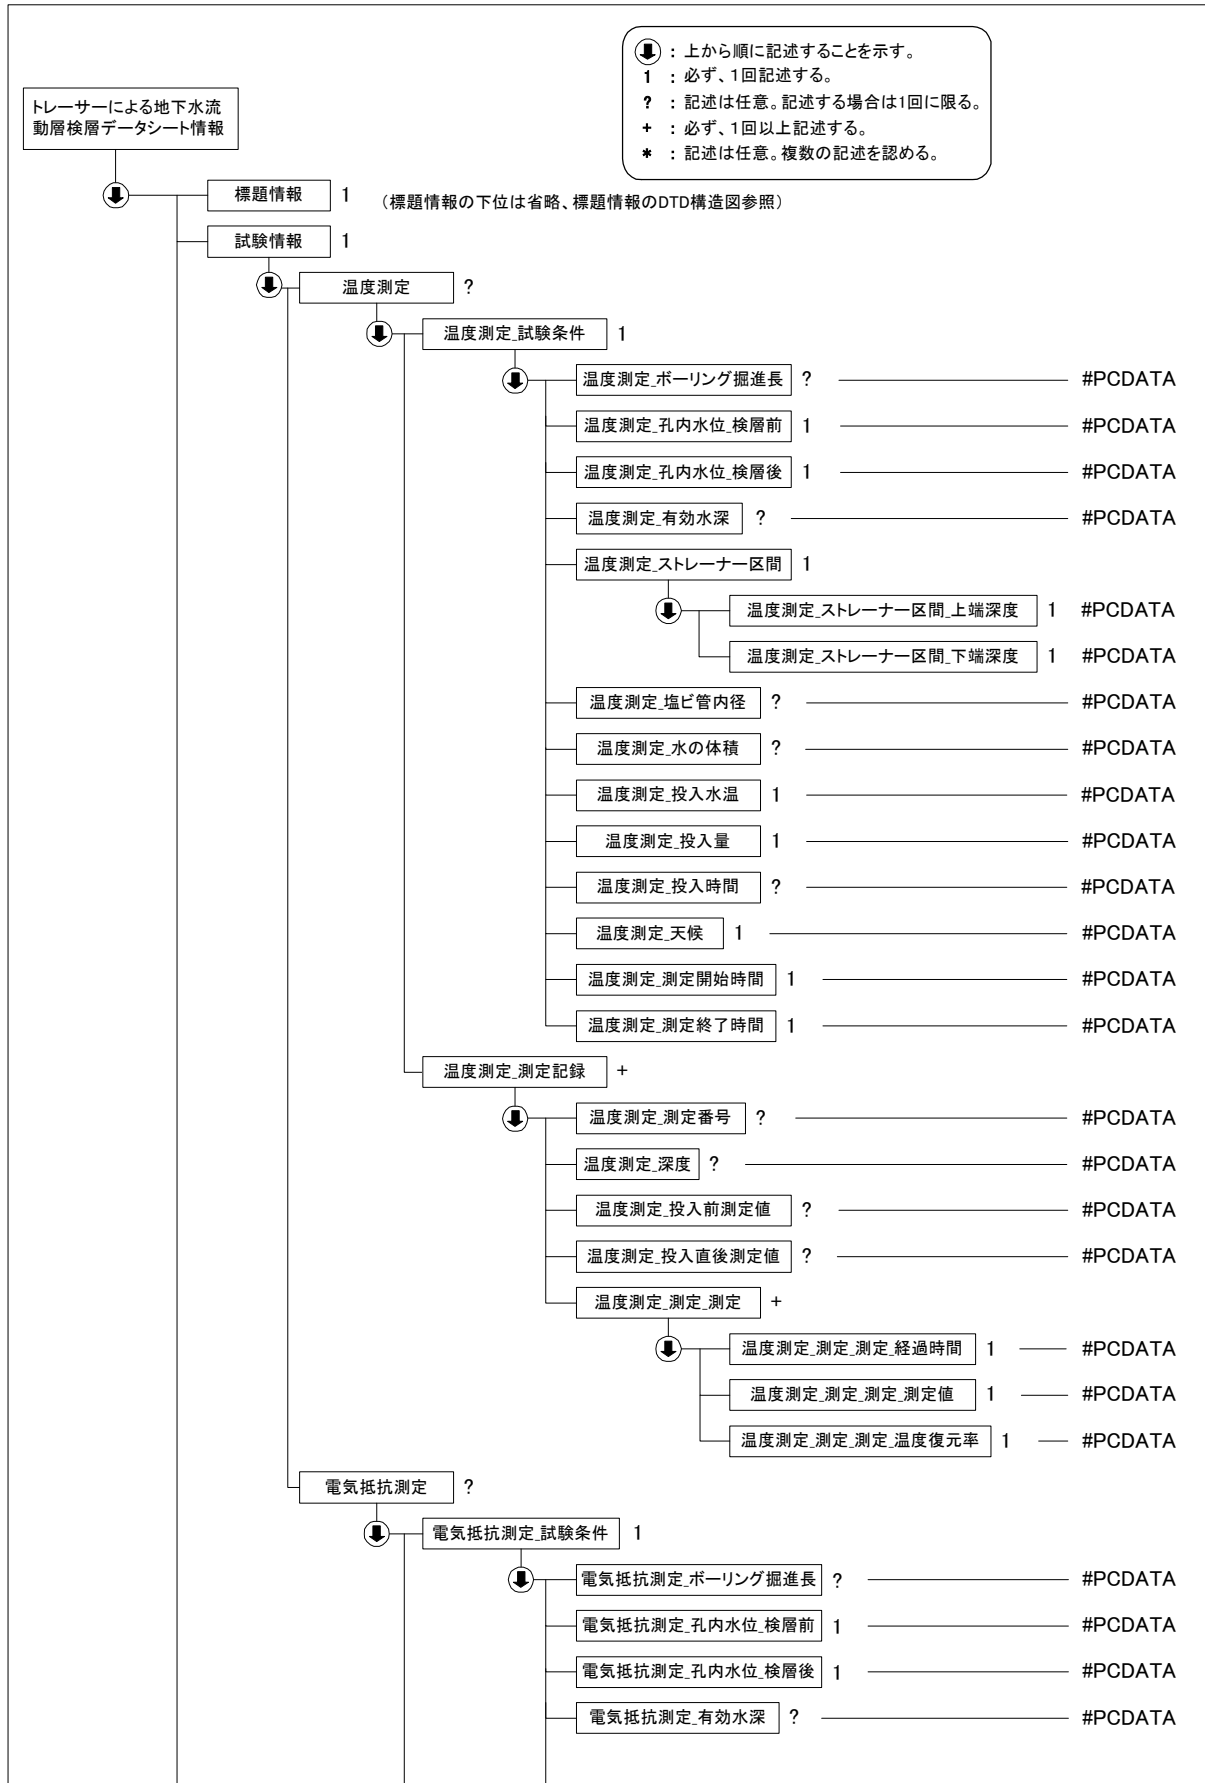 ：上から順に記述することを示す。
1 ：必ず、1回記述する。
? ：記述は任意。記述する場合は1回に限る。
+ ：必ず、1回以上記述する。
* ：記述は任意。複数の記述を認める。
トレーサーによる地下水流
動層検層データシート情報
標題情報 1 （標題情報の下位は省略、標題情報のDTD構造図参照）
試験情報 1
温度測定 ?
温度測定_試験条件 1
温度測定_ボーリング掘進長 ? #PCDATA
温度測定_孔内水位_検層前 1 #PCDATA
温度測定_孔内水位_検層後 1 #PCDATA
温度測定_有効水深 ? #PCDATA
温度測定_ストレーナー区間 1
温度測定_ストレーナー区間_上端深度 1 #PCDATA
温度測定_ストレーナー区間_下端深度 1 #PCDATA
温度測定_塩ビ管内径 ? #PCDATA
温度測定_水の体積 ? #PCDATA
温度測定_投入水温 1 #PCDATA
温度測定_投入量 1 #PCDATA
温度測定_投入時間 ? #PCDATA
温度測定_天候 1 #PCDATA
温度測定_測定開始時間 1 #PCDATA
温度測定_測定終了時間 1 #PCDATA
温度測定_測定記録 +
温度測定_測定番号 ? #PCDATA
温度測定_深度 ? #PCDATA
温度測定_投入前測定値 ? #PCDATA
温度測定_投入直後測定値 ? #PCDATA
温度測定_測定_測定 +
温度測定_測定_測定_経過時間 1 #PCDATA
温度測定_測定_測定_測定値 1 #PCDATA
温度測定_測定_測定_温度復元率 1 #PCDATA
電気抵抗測定 ?
電気抵抗測定_試験条件 1
電気抵抗測定_ボーリング掘進長 ? #PCDATA
電気抵抗測定_孔内水位_検層前 1 #PCDATA
電気抵抗測定_孔内水位_検層後 1 #PCDATA
電気抵抗測定_有効水深 ? #PCDATA